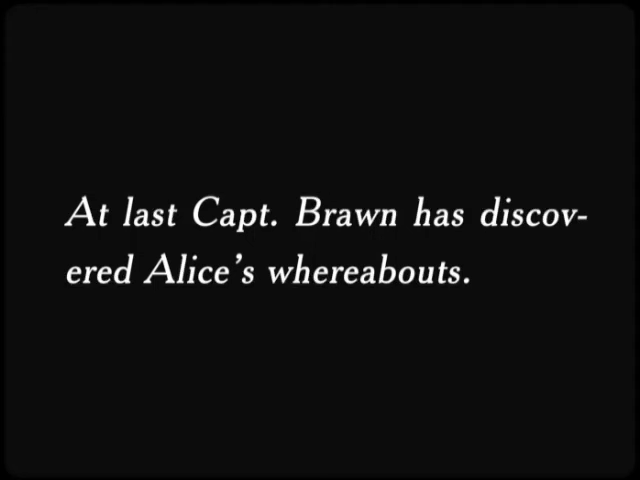 At last Capt. Brawn has discov-
ered Alice’s whereabouts.